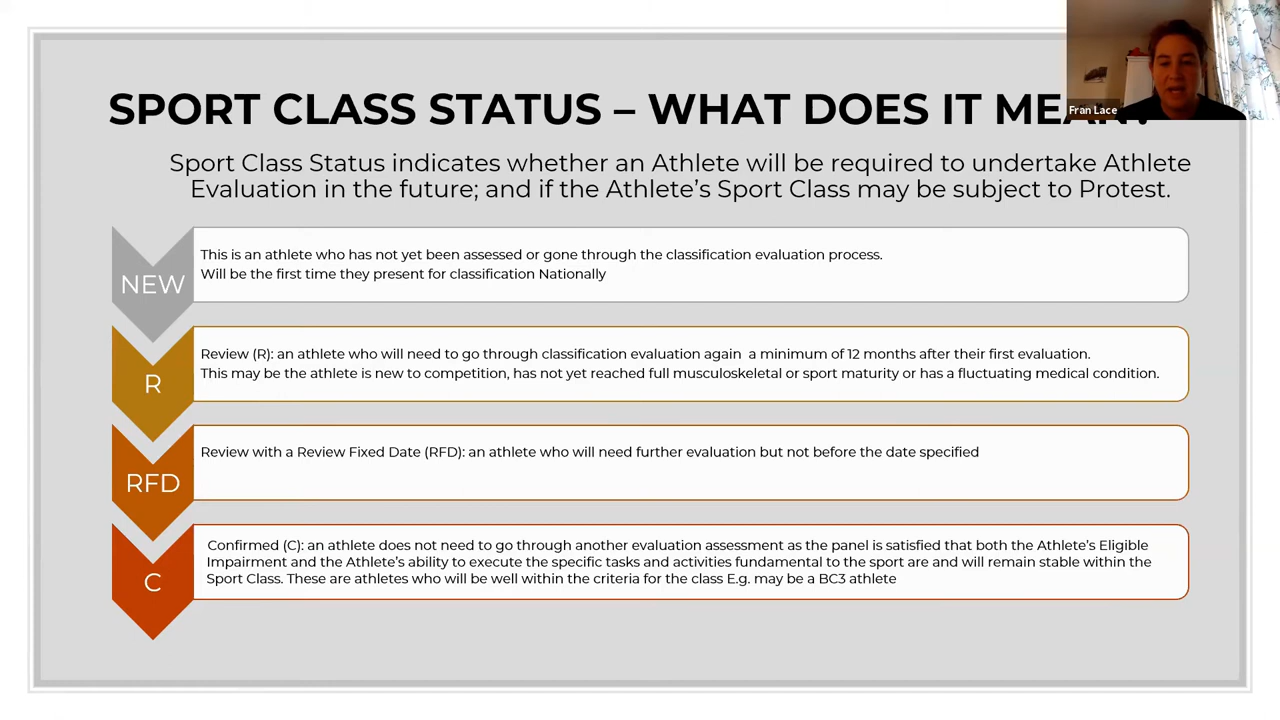 SPORT CLASS STATUS – WHAT DOES IT
Fran Lace
Sport Class Status indicates whether an Athlete will be required to undertake Athlete
Evaluation in the future; and if the Athlete's Sport Class may be subject to Protest.
NEW
This is an athlete who has not yet been assessed or gone through the classification evaluation process.
Will be the first time they present for classification Nationally
R
Review (R): an athlete who will need to go through classification evaluation again a minimum of 12 months after their first evaluation.
This may be the athlete is new to competition, has not yet reached full musculoskeletal or sport maturity or has a fluctuating medical condition.
RFD
Review with a Review Fixed Date (RFD): an athlete who will need further evaluation but not before the date specified
C
Confirmed (C): an athlete does not need to go through another evaluation assessment as the panel is satisfied that both the Athlete's Eligible
Impairment and the Athlete's ability to execute the specific tasks and activities fundamental to the sport are and will remain stable within the
Sport Class. These are athletes who will be well within the criteria for the class E.g. may be a BC3 athlete